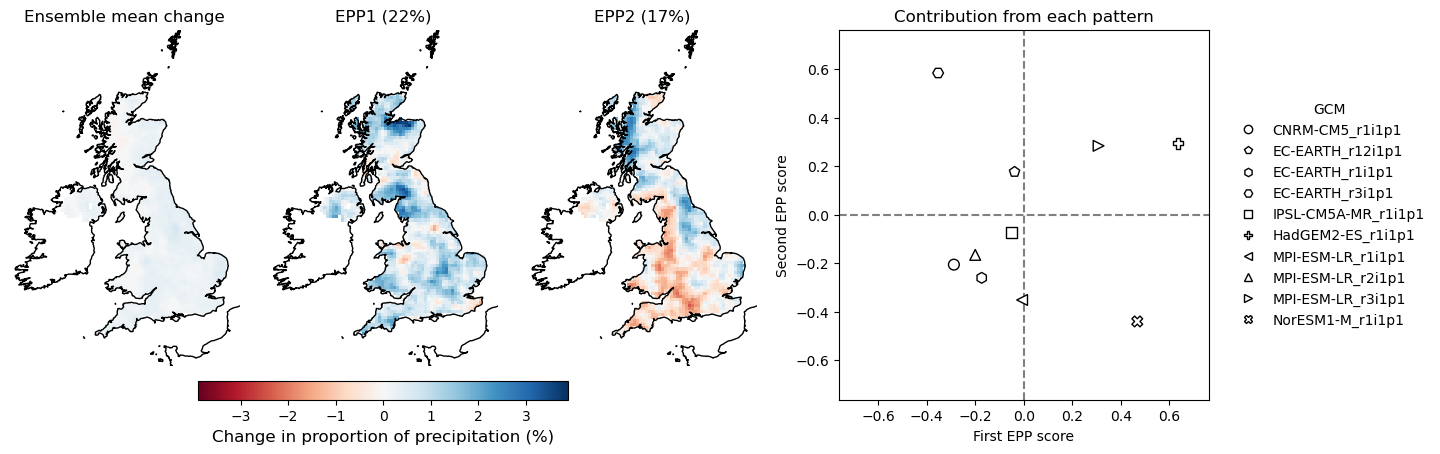 Ensemble mean change
EPP1 (22%)
EPP2 (17%)
−3 −2 −1 0 1 2 3
Change in proportion of precipitation (%)
Contribution from each pattern
Second EPP score
0.6
0.4
0.2
0.0
−0.2
−0.4
−0.6
−0.6 −0.4 −0.2 0.0 0.2 0.4 0.6
First EPP score
GCM
CNRM-CM5_r1i1p1
EC-EARTH_r12i1p1
EC-EARTH_r1i1p1
EC-EARTH_r3i1p1
IPSL-CM5A-MR_r1i1p1
HadGEM2-ES_r1i1p1
MPI-ESM-LR_r1i1p1
MPI-ESM-LR_r2i1p1
MPI-ESM-LR_r3i1p1
NorESM1-M_r1i1p1